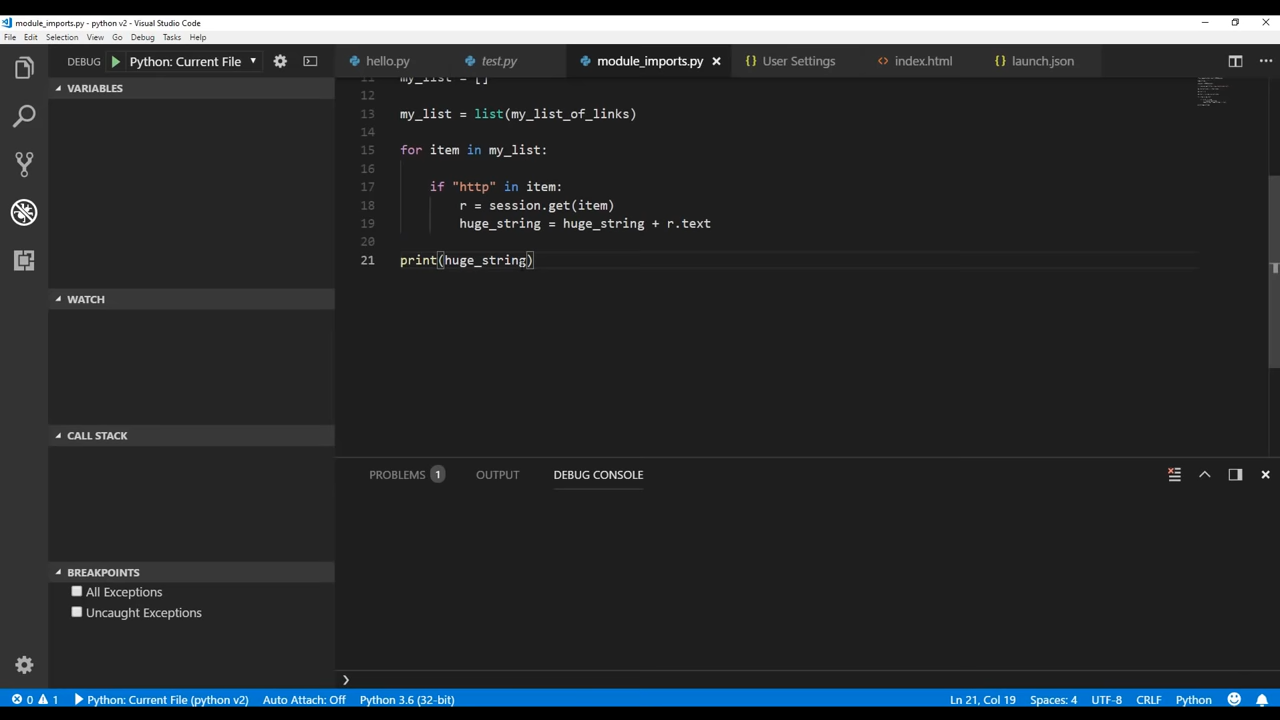 module_imports.py - python v2 - Visual Studio Code
File Edit Selection View Go Debug Tasks Help
DEBUG Python: Current File
hello.py test.py module_imports.py User Settings index.html launch.json
VARIABLES
11 my_list = []
12
13 my_list = list(my_list_of_links)
14
15 for item in my_list:
16
17 if "http" in item:
18 r = session.get(item)
19 huge_string = huge_string + r.text
20
21 print(huge_string)
WATCH
CALL STACK
PROBLEMS 1 OUTPUT DEBUG CONSOLE
BREAKPOINTS
All Exceptions
Uncaught Exceptions
0 1 Python: Current File (python v2) Auto Attach: Off Python 3.6 (32-bit) Ln 21, Col 19 Spaces: 4 UTF-8 CRLF Python